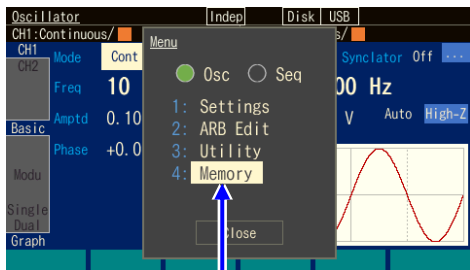 Oscillator Indep Disk USB
CH1:Continuous/ s/
CH1 Menu
CH2 Mode Cont Synclator Off ...
Osc Seq
Freq 10 00 Hz
1: Settings
Amptd 0.10 V Auto High-Z
Basic 2: ARB Edit
Phase +0.0 3: Utility
Modu 4: Memory
Single
Dual lose
Graph